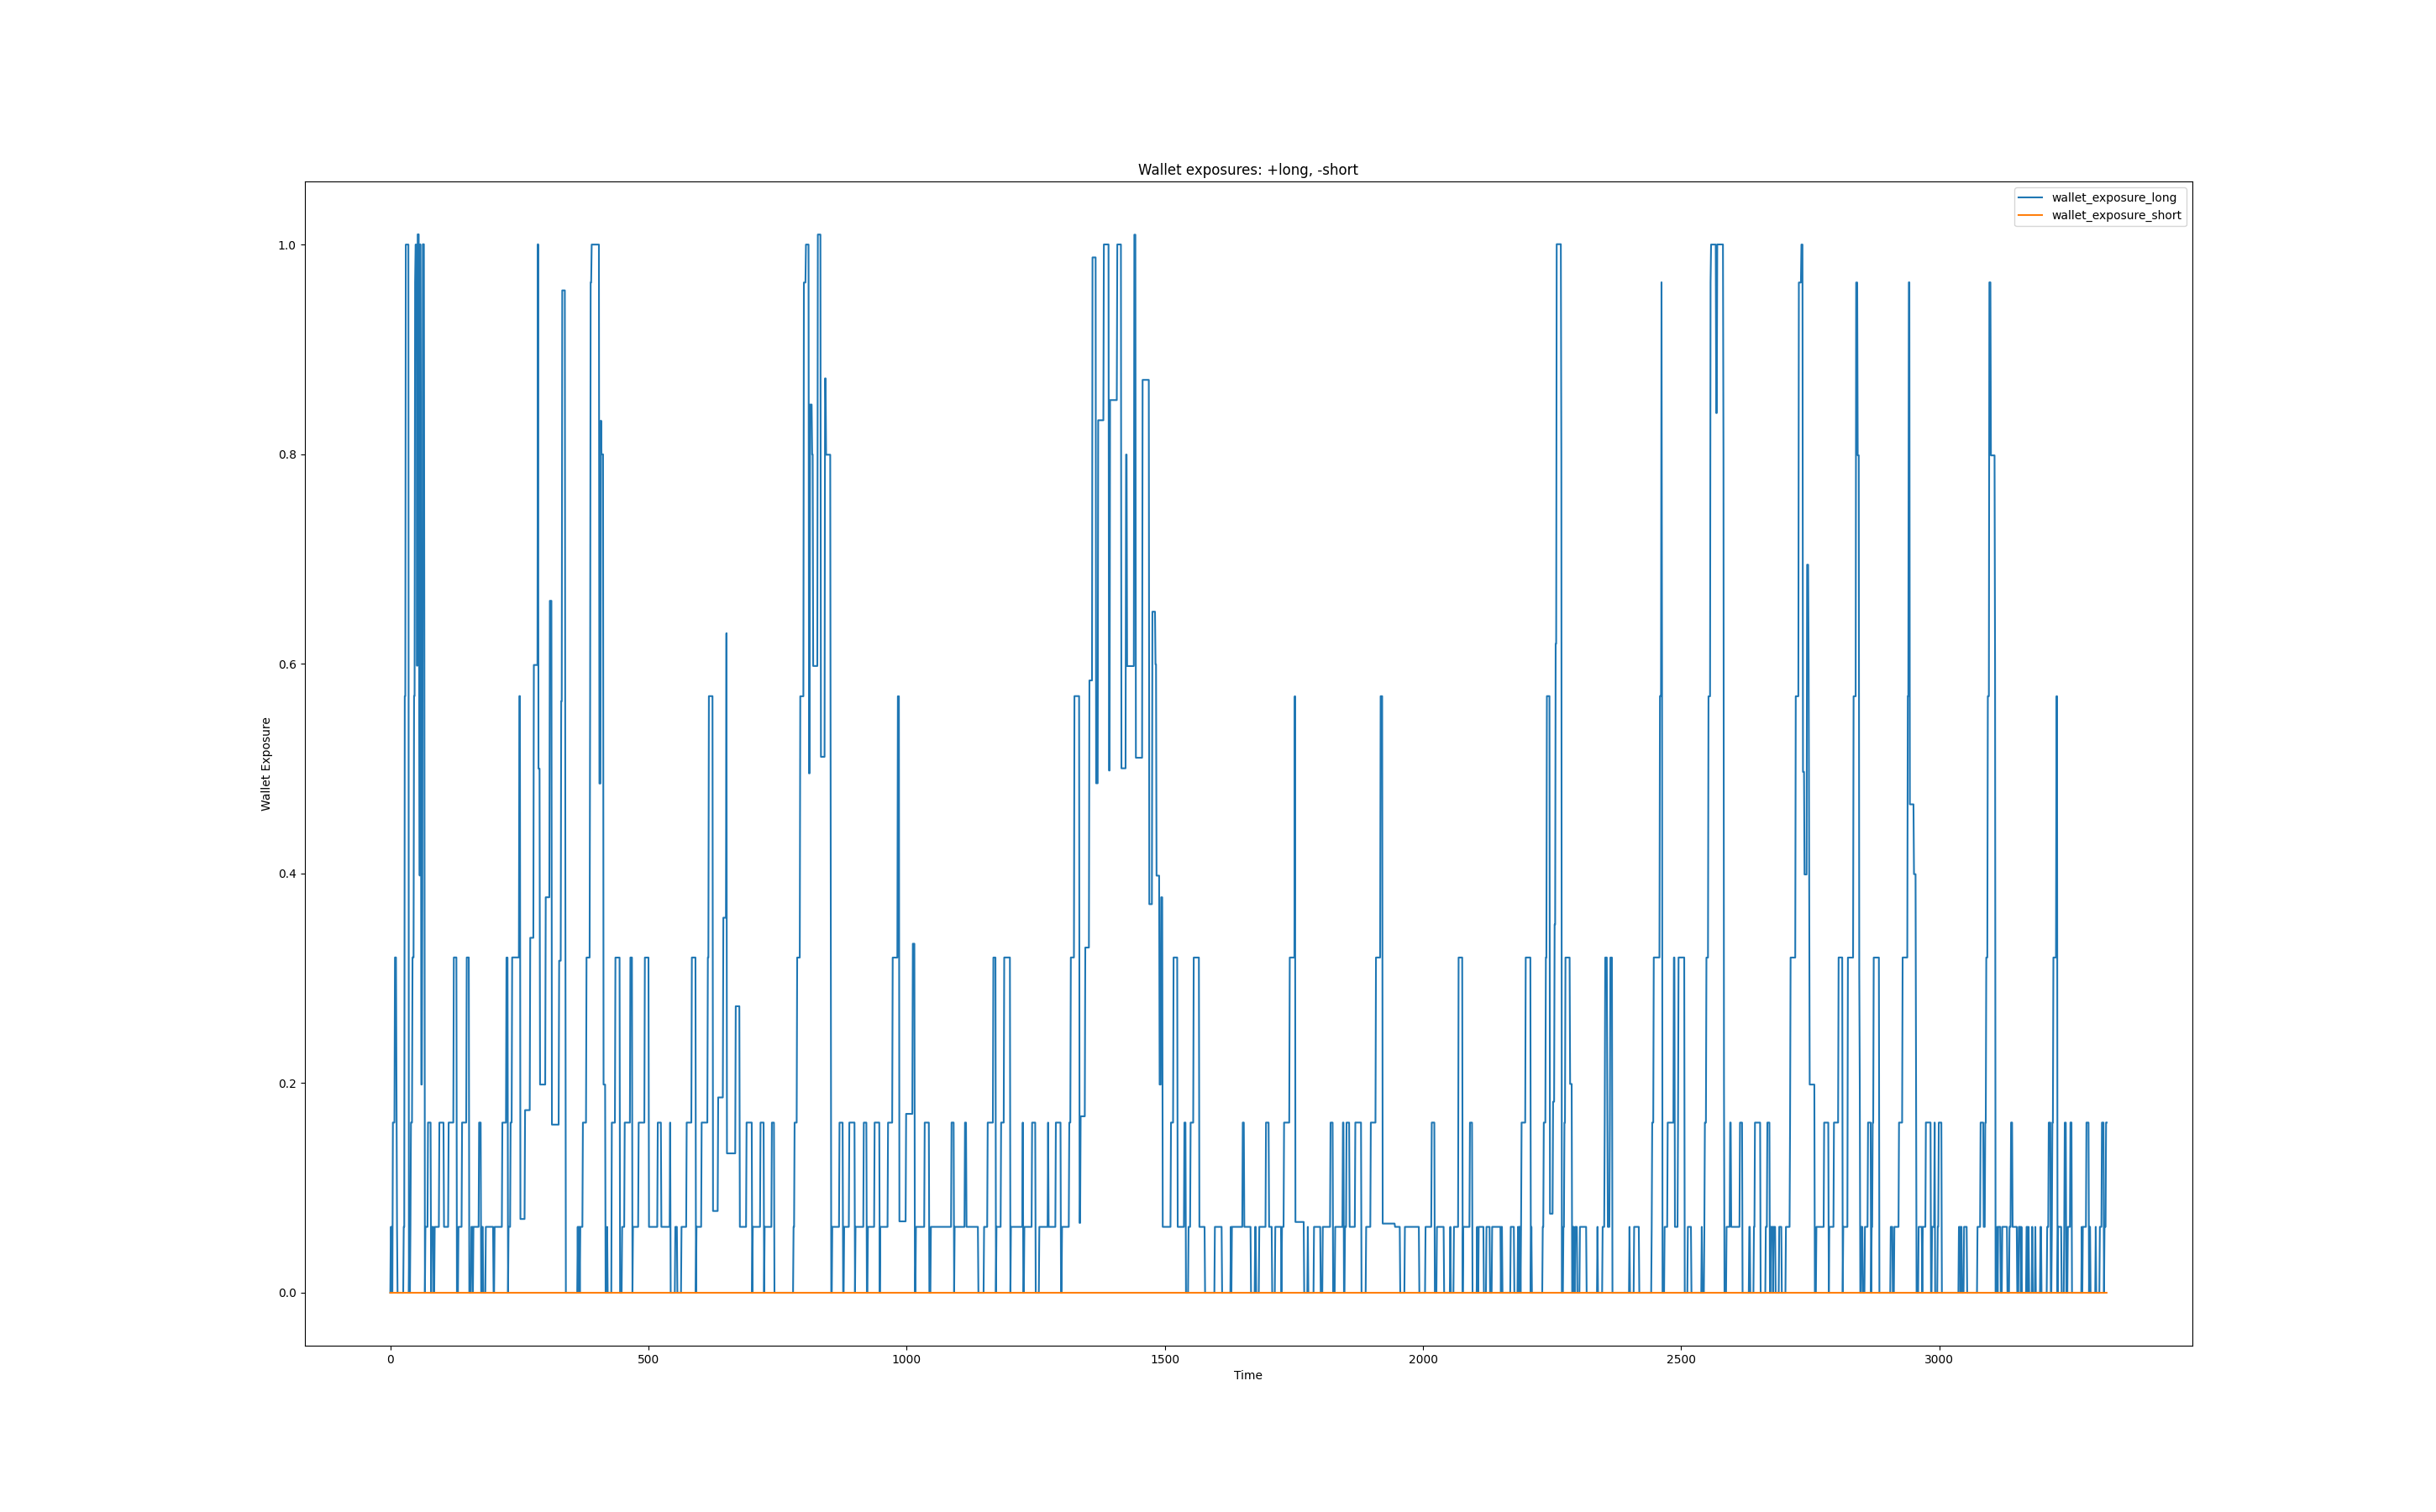 Wallet exposures: +long, -short
wallet_exposure_long
wallet_exposure_short
1.0
0.8
0.6
0.4
0.2
0.0
Wallet Exposure
0 500 1000 1500 2000 2500 3000
Time